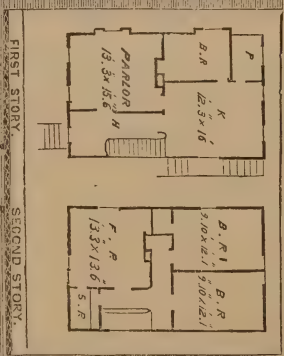 P
B.R
K
12.3x16'
PARLOR
13.3x15.6"
H
FIRST STORY
B.R
9.10x12.1
B.R
9.10x12.1
F.R
13.3x13.6"
S.R
SECOND STORY.